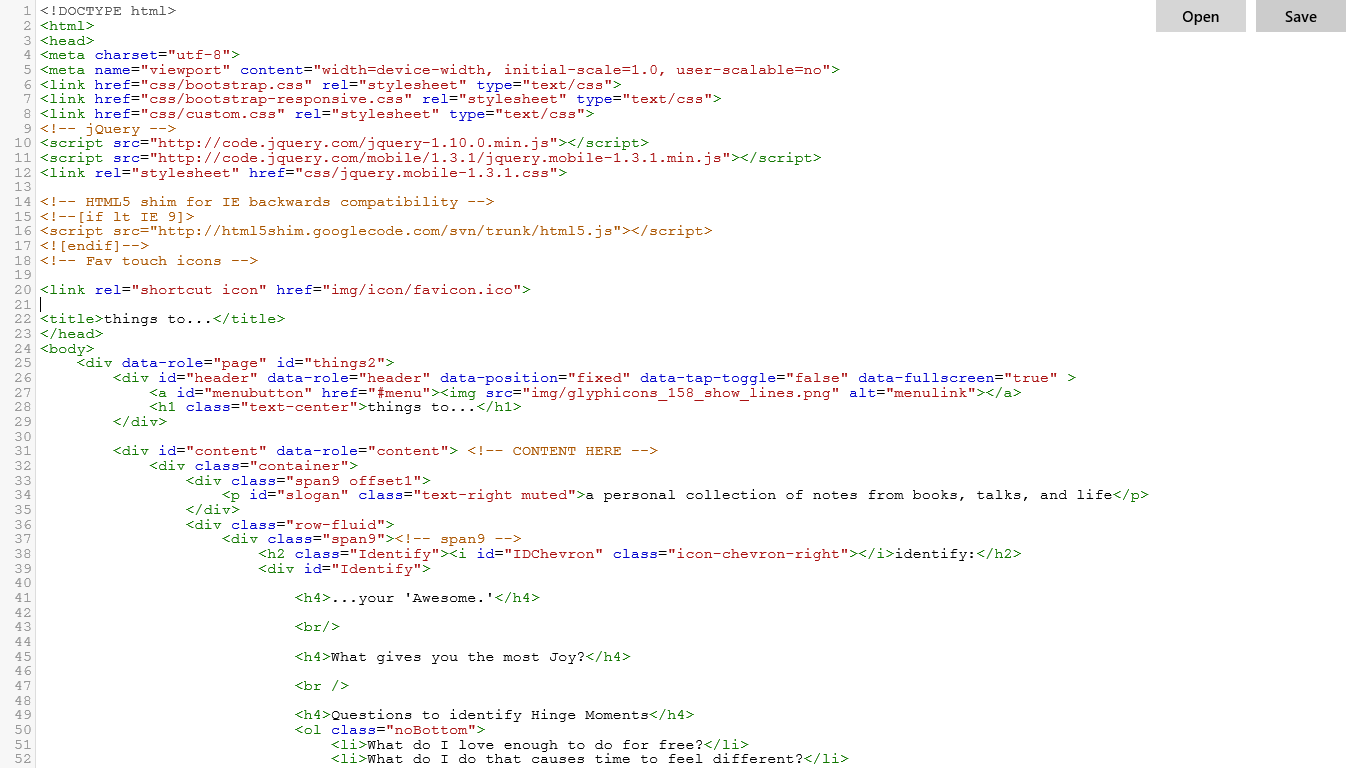 Open Save
1 <!DOCTYPE html>
2 <html>
3 <head>
4 <meta charset="utf-8">
5 <meta name="viewport" content="width=device-width, initial-scale=1.0, user-scalable=no">
6 <link href="css/bootstrap.css" rel="stylesheet" type="text/css">
7 <link href="css/bootstrap-responsive.css" rel="stylesheet" type="text/css">
8 <link href="css/custom.css" rel="stylesheet" type="text/css">
9 <!-- jQuery -->
10 <script src="http://code.jquery.com/jquery-1.10.0.min.js"></script>
11 <script src="http://code.jquery.com/mobile/1.3.1/jquery.mobile-1.3.1.min.js"></script>
12 <link rel="stylesheet" href="css/jquery.mobile-1.3.1.css">
13
14 <!-- HTML5 shim for IE backwards compatibility -->
15 <!--[if lt IE 9]>
16 <script src="http://html5shim.googlecode.com/svn/trunk/html5.js"></script>
17 <![endif]-->
18 <!-- Fav touch icons -->
19
20 <link rel="shortcut icon" href="img/icon/favicon.ico">
21
22 <title>things to...</title>
23 </head>
24 <body>
25 <div data-role="page" id="things2">
26 <div id="header" data-role="header" data-position="fixed" data-tap-toggle="false" data-fullscreen="true" >
27 <a id="menubutton" href="#menu"><img src="img/glyphicons_158_show_lines.png" alt="menulink"></a>
28 <h1 class="text-center">things to...</h1>
29 </div>
30
31 <div id="content" data-role="content"> <!-- CONTENT HERE -->
32 <div class="container">
33 <div class="span9 offset1">
34 <p id="slogan" class="text-right muted">a personal collection of notes from books, talks, and life</p>
35 </div>
36 <div class="row-fluid">
37 <div class="span9"><!-- span9 -->
38 <h2 class="Identify"><i id="IDChevron" class="icon-chevron-right"></i>identify:</h2>
39 <div id="Identify">
40
41 <h4>...your 'Awesome.'</h4>
42
43 <br/>
44
45 <h4>What gives you the most Joy?</h4>
46
47 <br />
48
49 <h4>Questions to identify Hinge Moments</h4>
50 <ol class="noBottom">
51 <li>What do I love enough to do for free?</li>
52 <li>What do I do that causes time to feel different?</li>